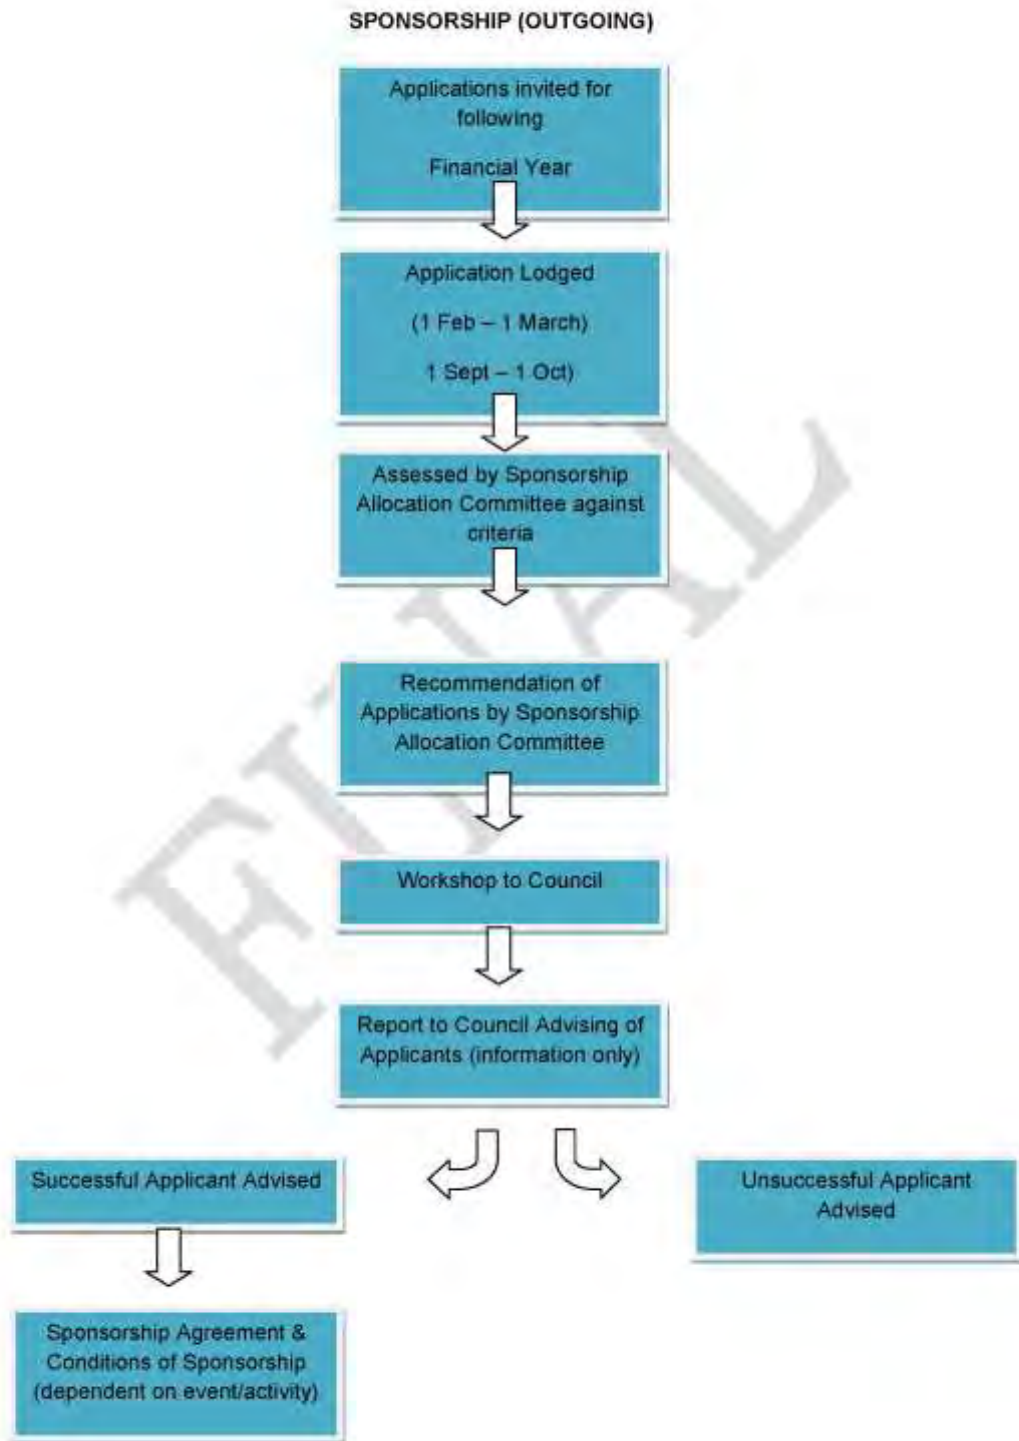 SPONSORSHIP (OUTGOING)
Applications invited for
following
Financial Year
Application Lodged
(1 Feb – 1 March)
1 Sept – 1 Oct)
Assessed by Sponsorship
Allocation Committee against
criteria
Recommendation of
Applications by Sponsorship
Allocation Committee
Workshop to Council
Report to Council Advising of
Applicants (information only)
Successful Applicant Advised
Unsuccessful Applicant
Advised
Sponsorship Agreement &
Conditions of Sponsorship
(dependent on event/activity)
FINAL